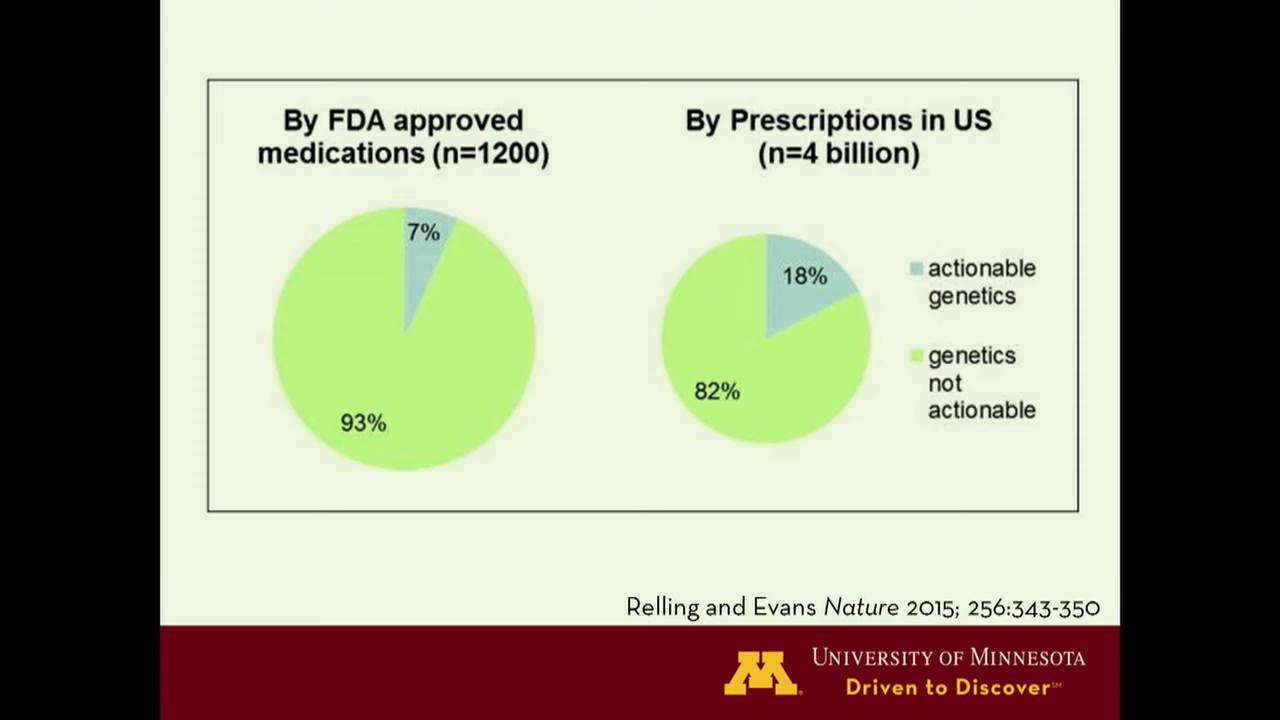 By FDA approved
medications (n=1200)
7%
93%
By Prescriptions in US
(n=4 billion)
18%
82%
actionable
genetics
genetics
not
actionable
Relling and Evans Nature 2015; 256:343-350
M
UNIVERSITY OF MINNESOTA
Driven to Discover℠